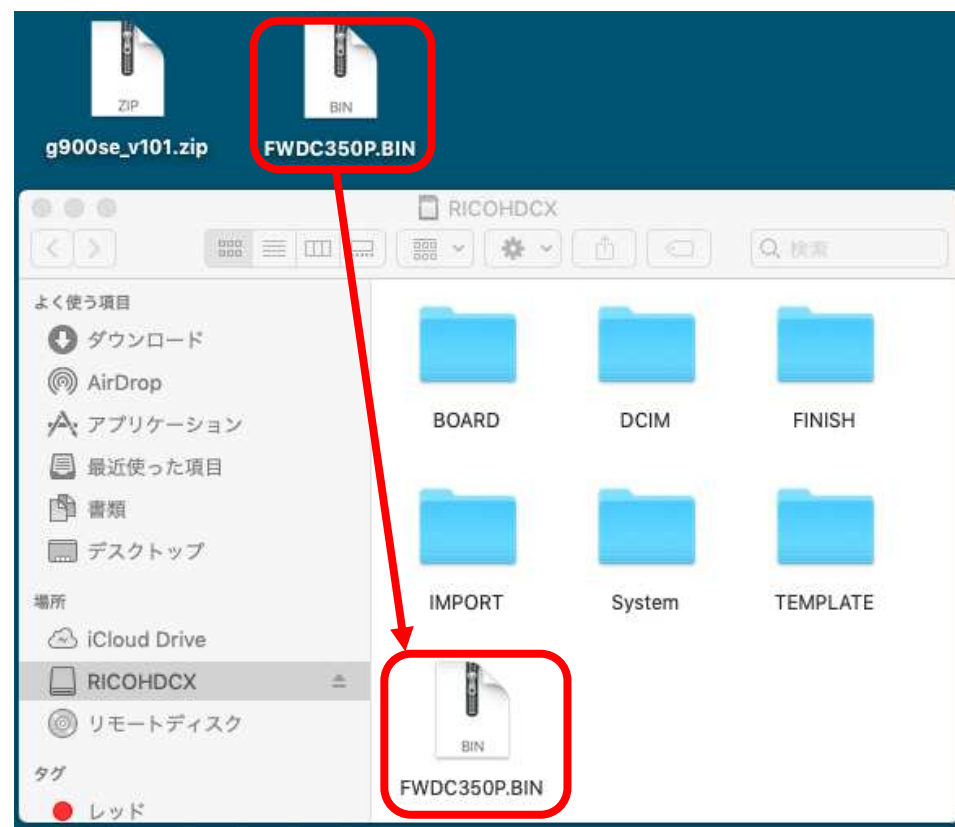 ZIP
BIN
g900se_v101.zip
FWDC350P.BIN
RICOHDCX
検索
よく使う項目
ダウンロード
AirDrop
アプリケーション
最近使った項目
書類
デスクトップ
場所
iCloud Drive
RICOHDCX
リモートディスク
タグ
レッド
BOARD
DCIM
FINISH
IMPORT
System
TEMPLATE
BIN
FWDC350P.BIN